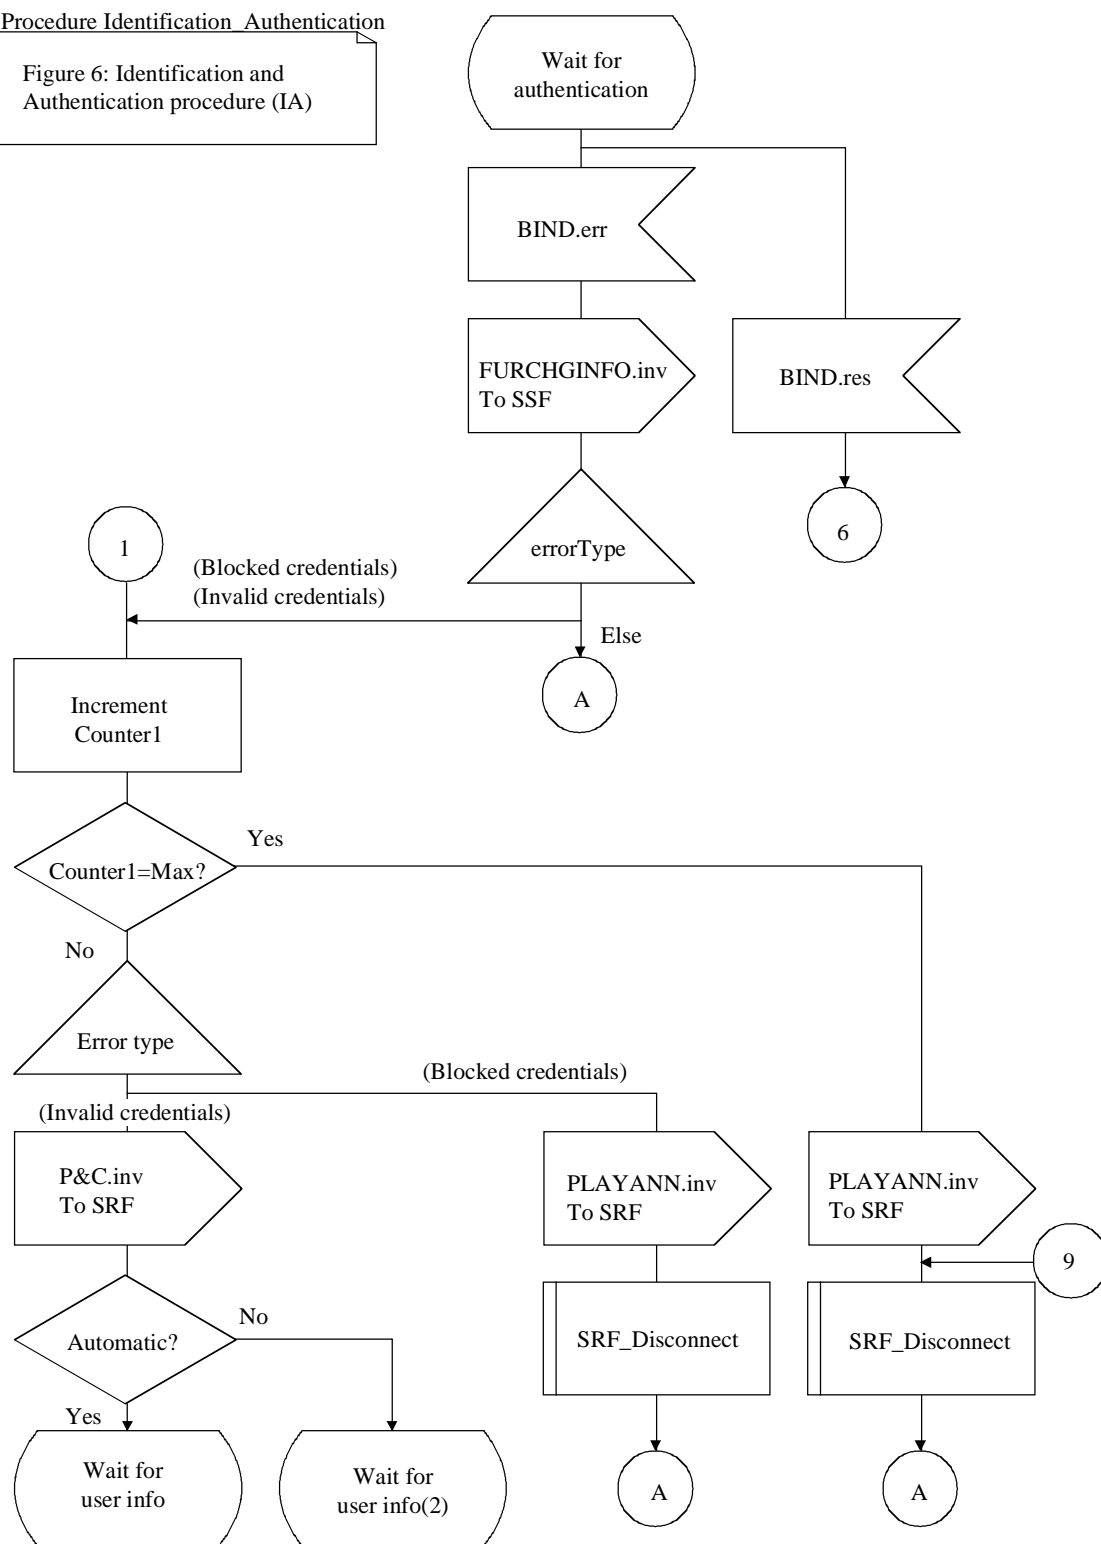 Procedure Identification_Authentication
Figure 6: Identification and
Authentication procedure (IA)
Wait for
authentication
BIND.err
FURCHGINFO.inv
To SSF
BIND.res
errorType
6
1
(Blocked credentials)
(Invalid credentials)
Else
A
Increment
Counter1
Counter1=Max?
Yes
No
Error type
(Blocked credentials)
(Invalid credentials)
P&C.inv
To SRF
PLAYANN.inv
To SRF
PLAYANN.inv
To SRF
9
Automatic?
No
Yes
SRF_Disconnect
SRF_Disconnect
Wait for
user info
Wait for
user info(2)
A
A